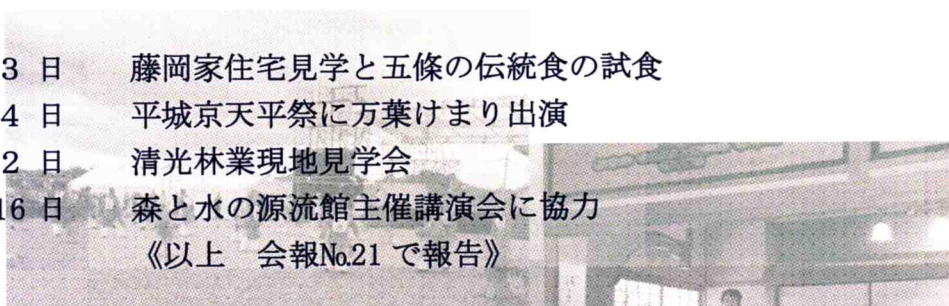 3 日 藤岡家住宅見学と五條の伝統食の試食
4 日 平城京天平祭に万葉けまり出演
2 日 清光林業現地見学会
16 日 森と水の源流館主催講演会に協力
《以上 会報№21 で報告》